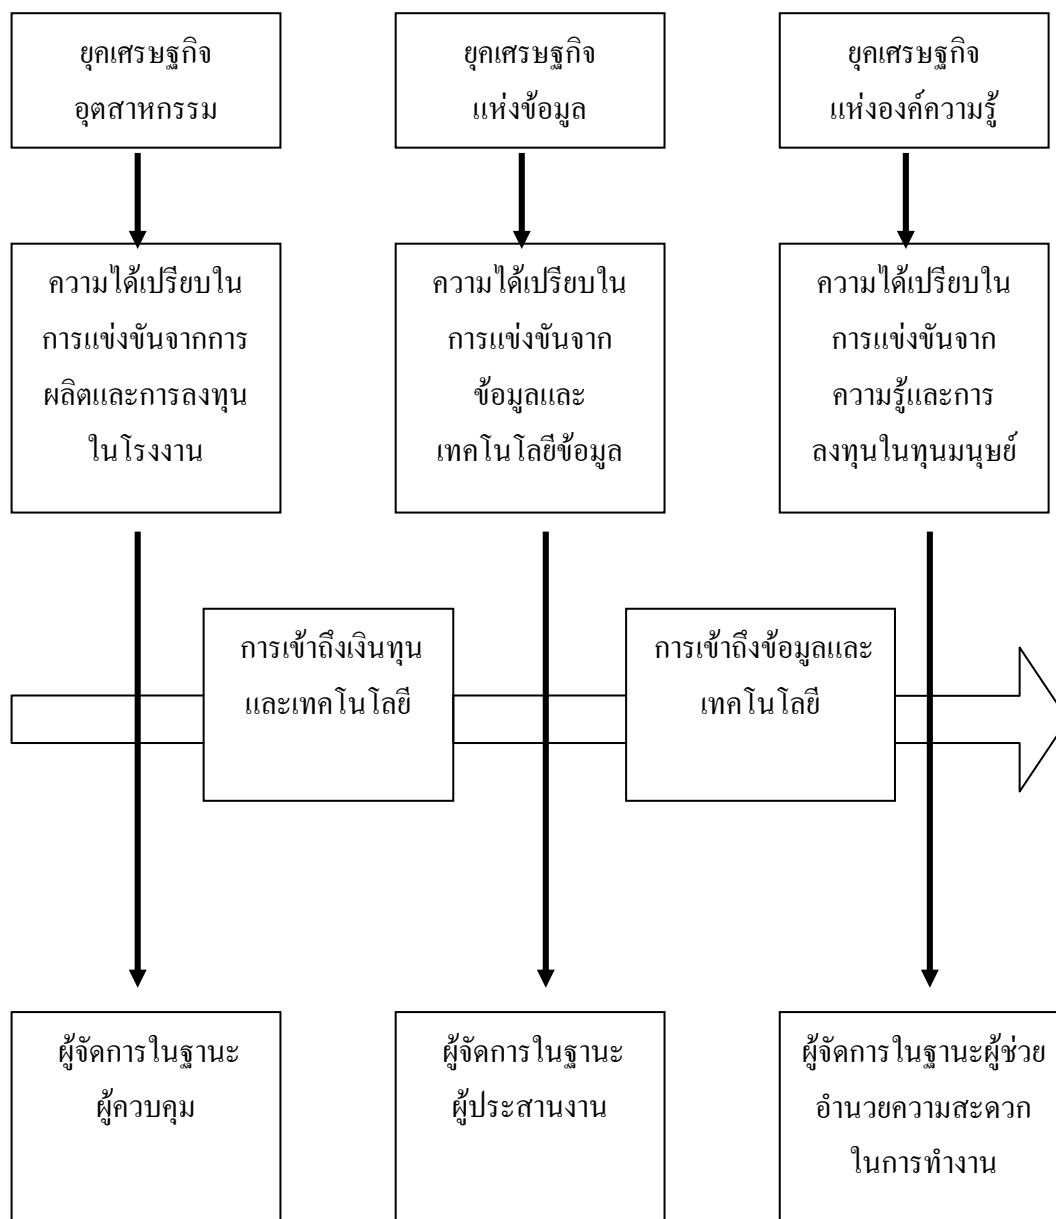 ยุคเศรษฐกิจ
อุตสาหกรรม
ยุคเศรษฐกิจ
แห่งข้อมูล
ยุคเศรษฐกิจ
แห่งองค์ความรู้
ความได้เปรียบใน
การแข่งขันจากการ
ผลิตและการลงทุน
ในโรงงาน
ความได้เปรียบใน
การแข่งขันจาก
ข้อมูลและ
เทคโนโลยีข้อมูล
ความได้เปรียบใน
การแข่งขันจาก
ความรู้และการ
ลงทุนในทุนมนุษย์
การเข้าถึงเงินทุน
และเทคโนโลยี
การเข้าถึงข้อมูลและ
เทคโนโลยี
ผู้จัดการในฐานะ
ผู้ควบคุม
ผู้จัดการในฐานะ
ผู้ประสานงาน
ผู้จัดการในฐานะผู้ช่วย
อำนวยความสะดวก
ในการทำงาน